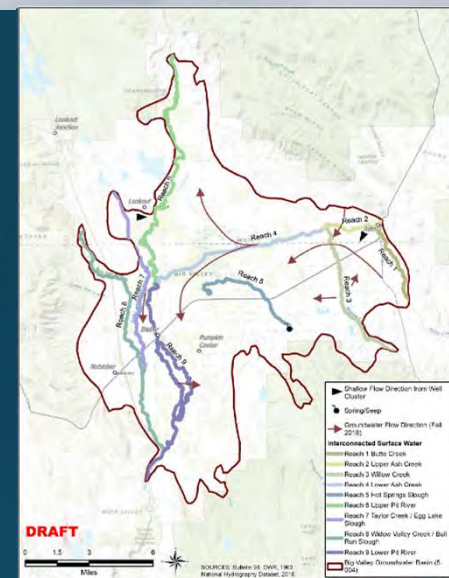 Lookout
Junction
Lookout
Reach 6
Reach 2
Adin
Reach 4
Reach 1
BIG VALLEY
Reach 7
Reach 5
Reach 3
Reach 8
Bieber
Pumpkin
Center
Reach 9
Nubieber
Shallow Flow Direction from Well
Cluster
Spring/Seep
Groundwater Flow Direction (Fall
2018)
Interconnected Surface Water
Reach 1 Butte Creek
Reach 2 Upper Ash Creek
Reach 3 Willow Creek
Reach 4 Lower Ash Creek
Reach 5 Hot Springs Slough
Reach 6 Upper Pit River
Reach 7 Taylor Creek / Egg Lake
Slough
Reach 8 Widow Valley Creek / Bull
Run Slough
Reach 9 Lower Pit River
Big Valley Groundwater Basin (5-
004)
DRAFT
0 1.5 3 6
Miles
SOURCES: Bulletin 98, DWR, 1963
National Hydrography Dataset, 2018